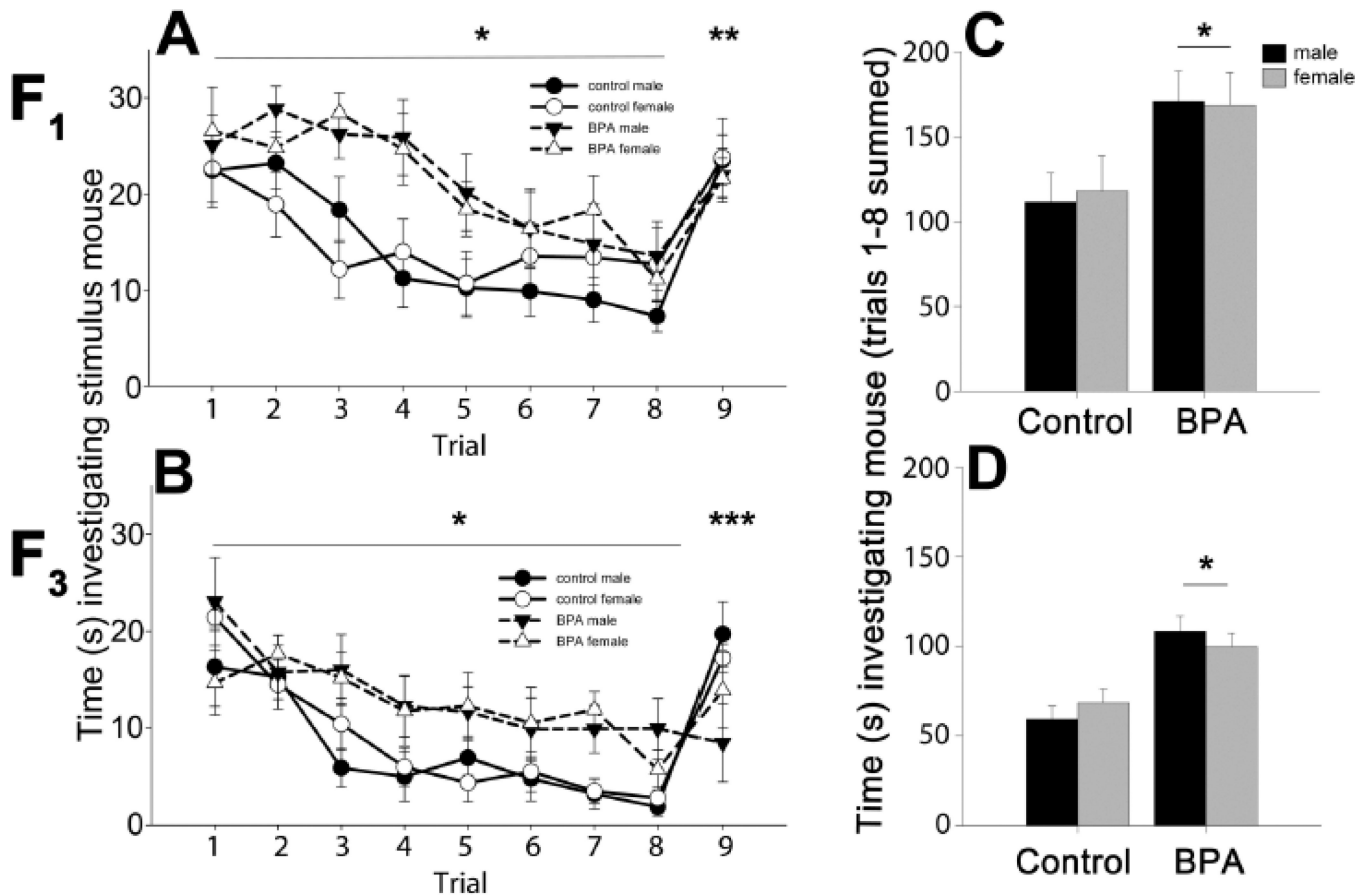 A
*
**
F1
30
20
10
0
control male
control female
BPA male
BPA female
1 2 3 4 5 6 7 8 9
Trial
Time (s) investigating stimulus mouse
B
*
***
F3
30
20
10
0
control male
control female
BPA male
BPA female
1 2 3 4 5 6 7 8 9
Trial
C
*
male
female
200
150
100
50
0
Control BPA
Time (s) investigating mouse (trials 1-8 summed)
D
*
200
150
100
50
0
Control BPA